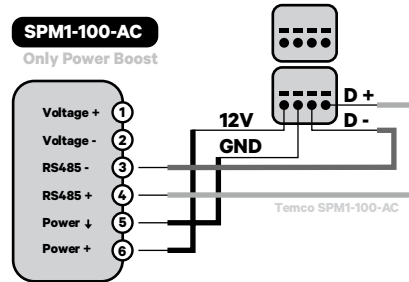 SPM1-100-AC
Only Power Boost
D +
Voltage + 1
12V
D -
Voltage - 2
GND
RS485 - 3
RS485 + 4
Temco SPM1-100-AC
Power ↓ 5
Power + 6